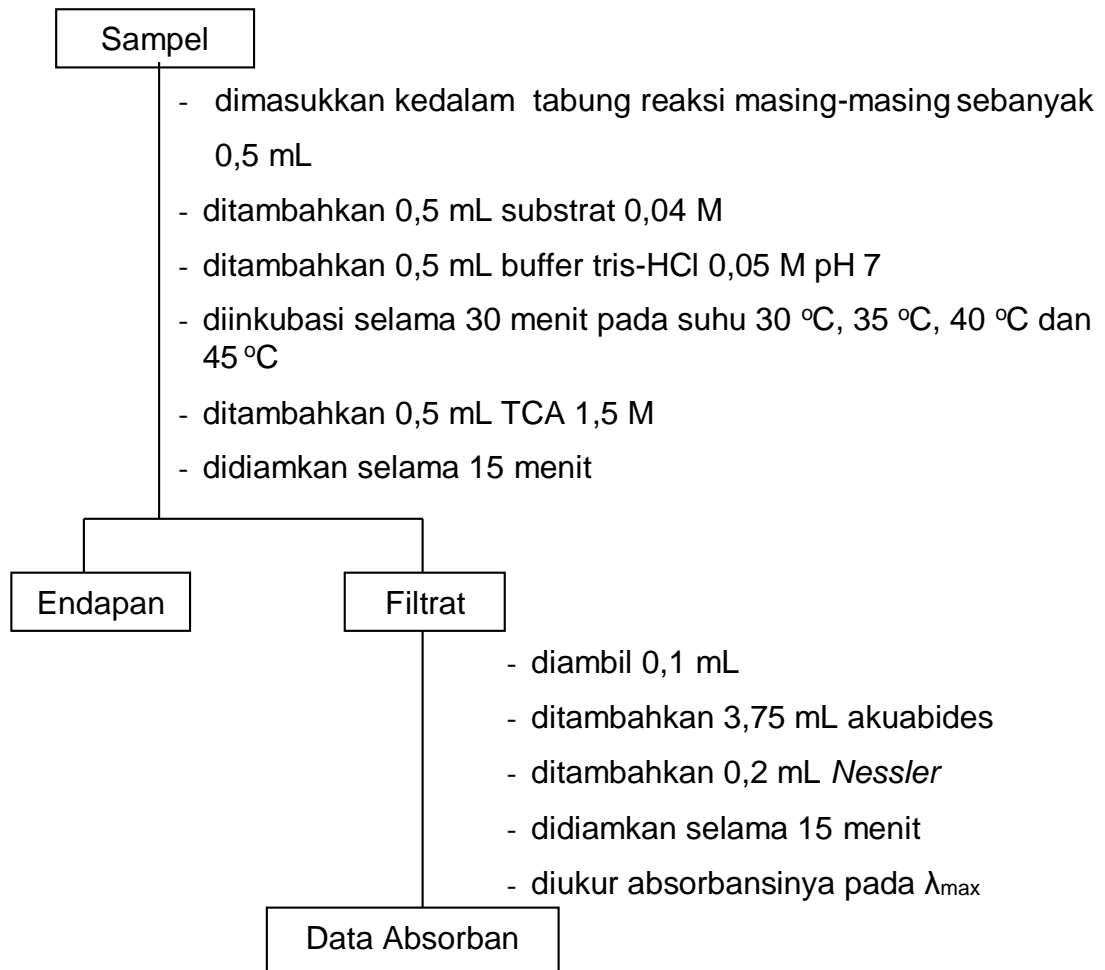 Sampel
- dimasukkan kedalam tabung reaksi masing-masing sebanyak
0,5 mL
- ditambahkan 0,5 mL substrat 0,04 M
- ditambahkan 0,5 mL buffer tris-HCl 0,05 M pH 7
- diinkubasi selama 30 menit pada suhu 30 ºC, 35 ºC, 40 ºC dan
45 ºC
- ditambahkan 0,5 mL TCA 1,5 M
- didiamkan selama 15 menit
Endapan
Filtrat
- diambil 0,1 mL
- ditambahkan 3,75 mL akuabides
- ditambahkan 0,2 mL Nessler
- didiamkan selama 15 menit
- diukur absorbansinya pada λmax
Data Absorban